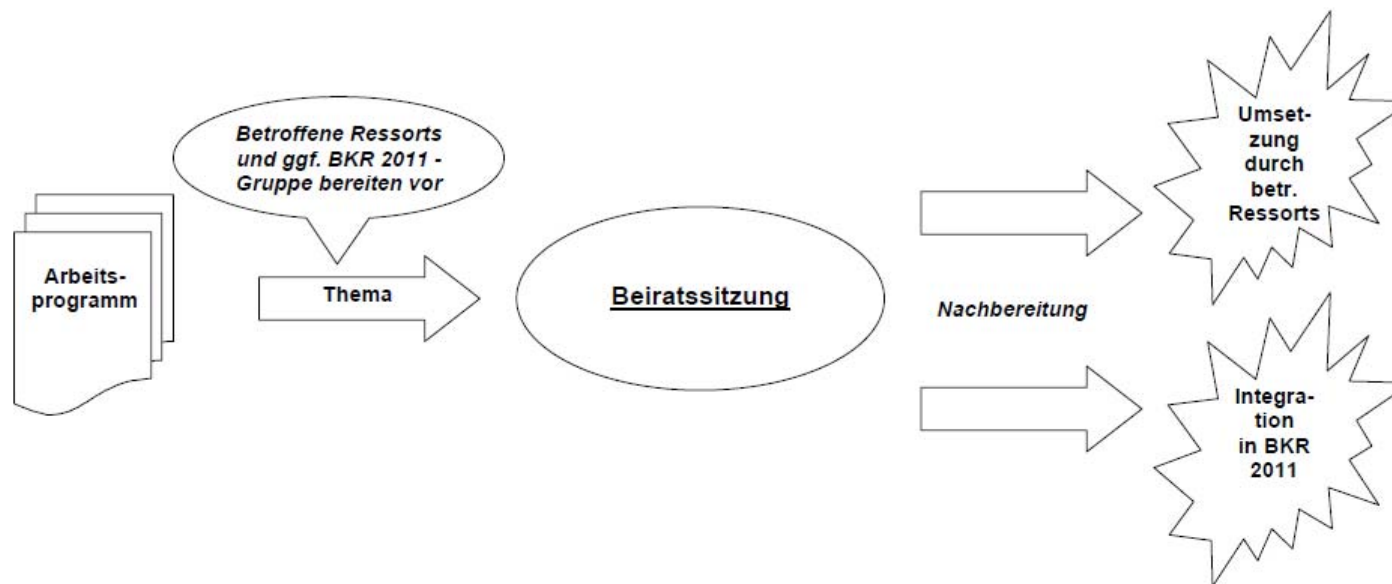 Betroffene Ressorts
und ggf. BKR 2011 -
Gruppe bereiten vor
Arbeits-
programm
Thema
Beiratssitzung
Nachbereitung
Umset-
zung
durch
betr.
Ressorts
Integra-
tion
in BKR
2011